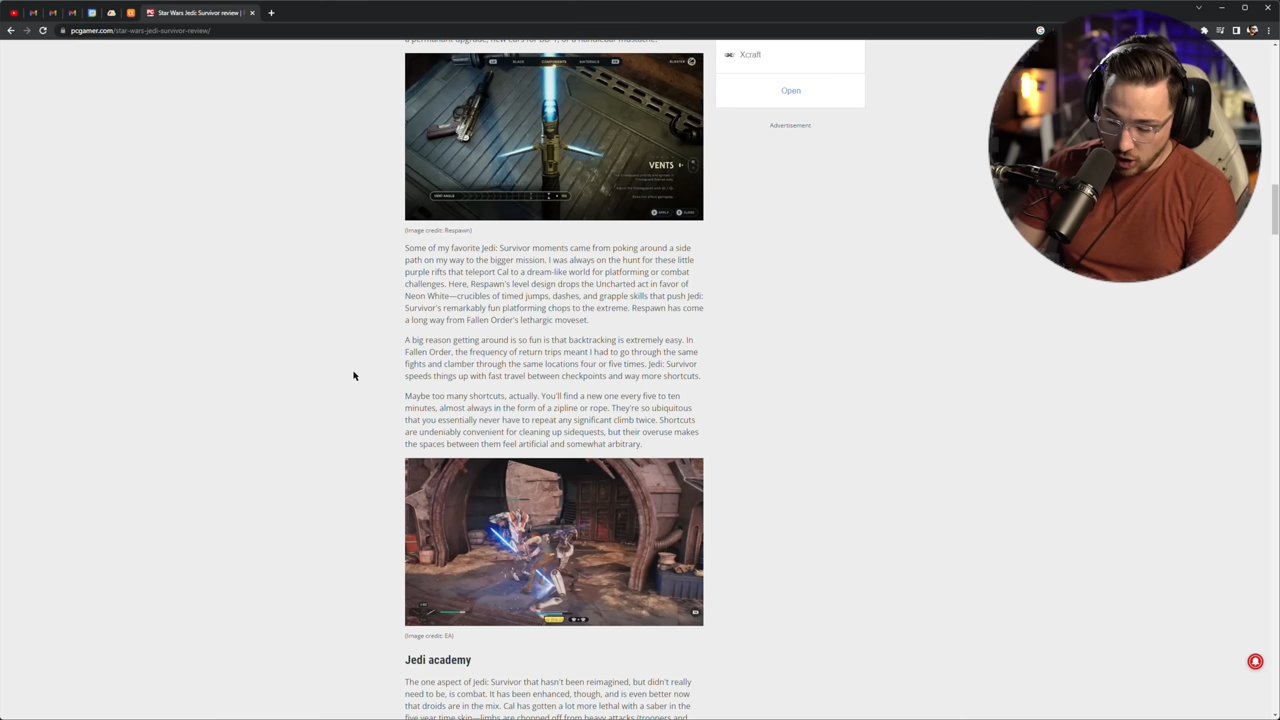 Star Wars Jedi: Survivor review |
pcgamer.com/star-wars-jedi-survivor-review/
Xcraft
Open
Advertisement
BLADE
COMPONENTS
MATERIALS
BLASTER
VENTS
VENT ANGLE
APPLY
CLOSE
(Image credit: Respawn)
Some of my favorite Jedi: Survivor moments came from poking around a side
path on my way to the bigger mission. I was always on the hunt for these little
purple rifts that teleport Cal to a dream-like world for platforming or combat
challenges. Here, Respawn's level design drops the Uncharted act in favor of
Neon White—crucibles of timed jumps, dashes, and grapple skills that push Jedi:
Survivor's remarkably fun platforming chops to the extreme. Respawn has come
a long way from Fallen Order's lethargic moveset.
A big reason getting around is so fun is that backtracking is extremely easy. In
Fallen Order, the frequency of return trips meant I had to go through the same
fights and clamber through the same locations four or five times. Jedi: Survivor
speeds things up with fast travel between checkpoints and way more shortcuts.
Maybe too many shortcuts, actually. You'll find a new one every five to ten
minutes, almost always in the form of a zipline or rope. They're so ubiquitous
that you essentially never have to repeat any significant climb twice. Shortcuts
are undeniably convenient for cleaning up sidequests, but their overuse makes
the spaces between them feel artificial and somewhat arbitrary.
(Image credit: EA)
Jedi academy
The one aspect of Jedi: Survivor that hasn't been reimagined, but didn't really
need to be, is combat. It has been enhanced, though, and is even better now
that droids are in the mix. Cal has gotten a lot more lethal with a saber in the
five year time skip—limbs are chopped off from heavy attacks (troopers and